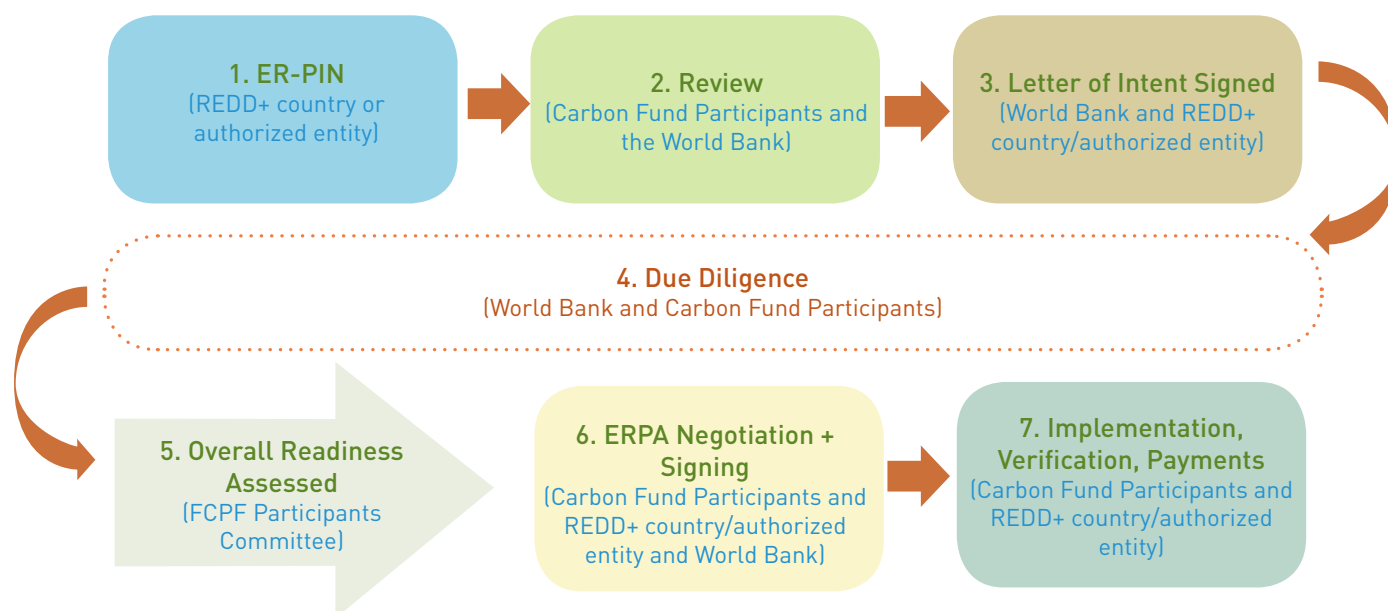 1. ER-PIN
(REDD+ country or
authorized entity)
2. Review
(Carbon Fund Participants and
the World Bank)
3. Letter of Intent Signed
(World Bank and REDD+
country/authorized entity)
4. Due Diligence
(World Bank and Carbon Fund Participants)
5. Overall Readiness
Assessed
(FCPF Participants
Committee)
6. ERPA Negotiation +
Signing
(Carbon Fund Participants and
REDD+ country/authorized
entity and World Bank)
7. Implementation,
Verification, Payments
(Carbon Fund Participants and
REDD+ country/authorized
entity)